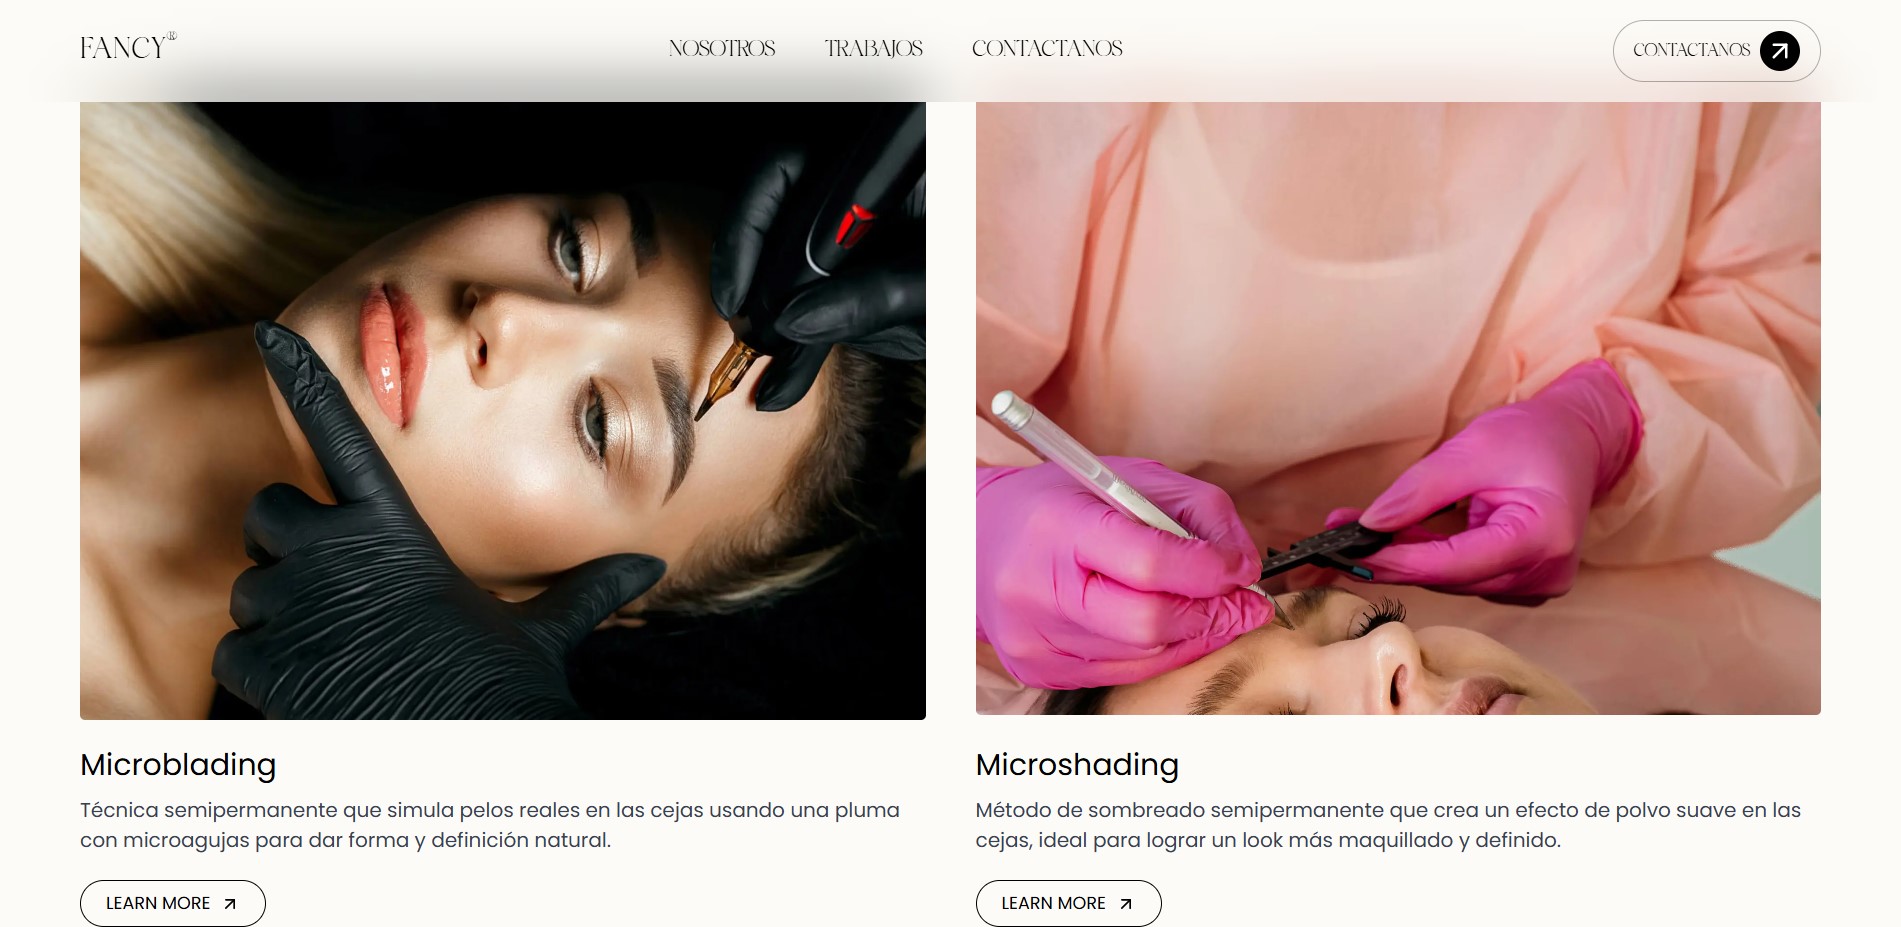 FANCY®
NOSOTROS TRABAJOS CONTACTANOS
CONTACTANOS
Microblading
Técnica semipermanente que simula pelos reales en las cejas usando una pluma
con microagujas para dar forma y definición natural.
LEARN MORE
Microshading
Método de sombreado semipermanente que crea un efecto de polvo suave en las
cejas, ideal para lograr un look más maquillado y definido.
LEARN MORE